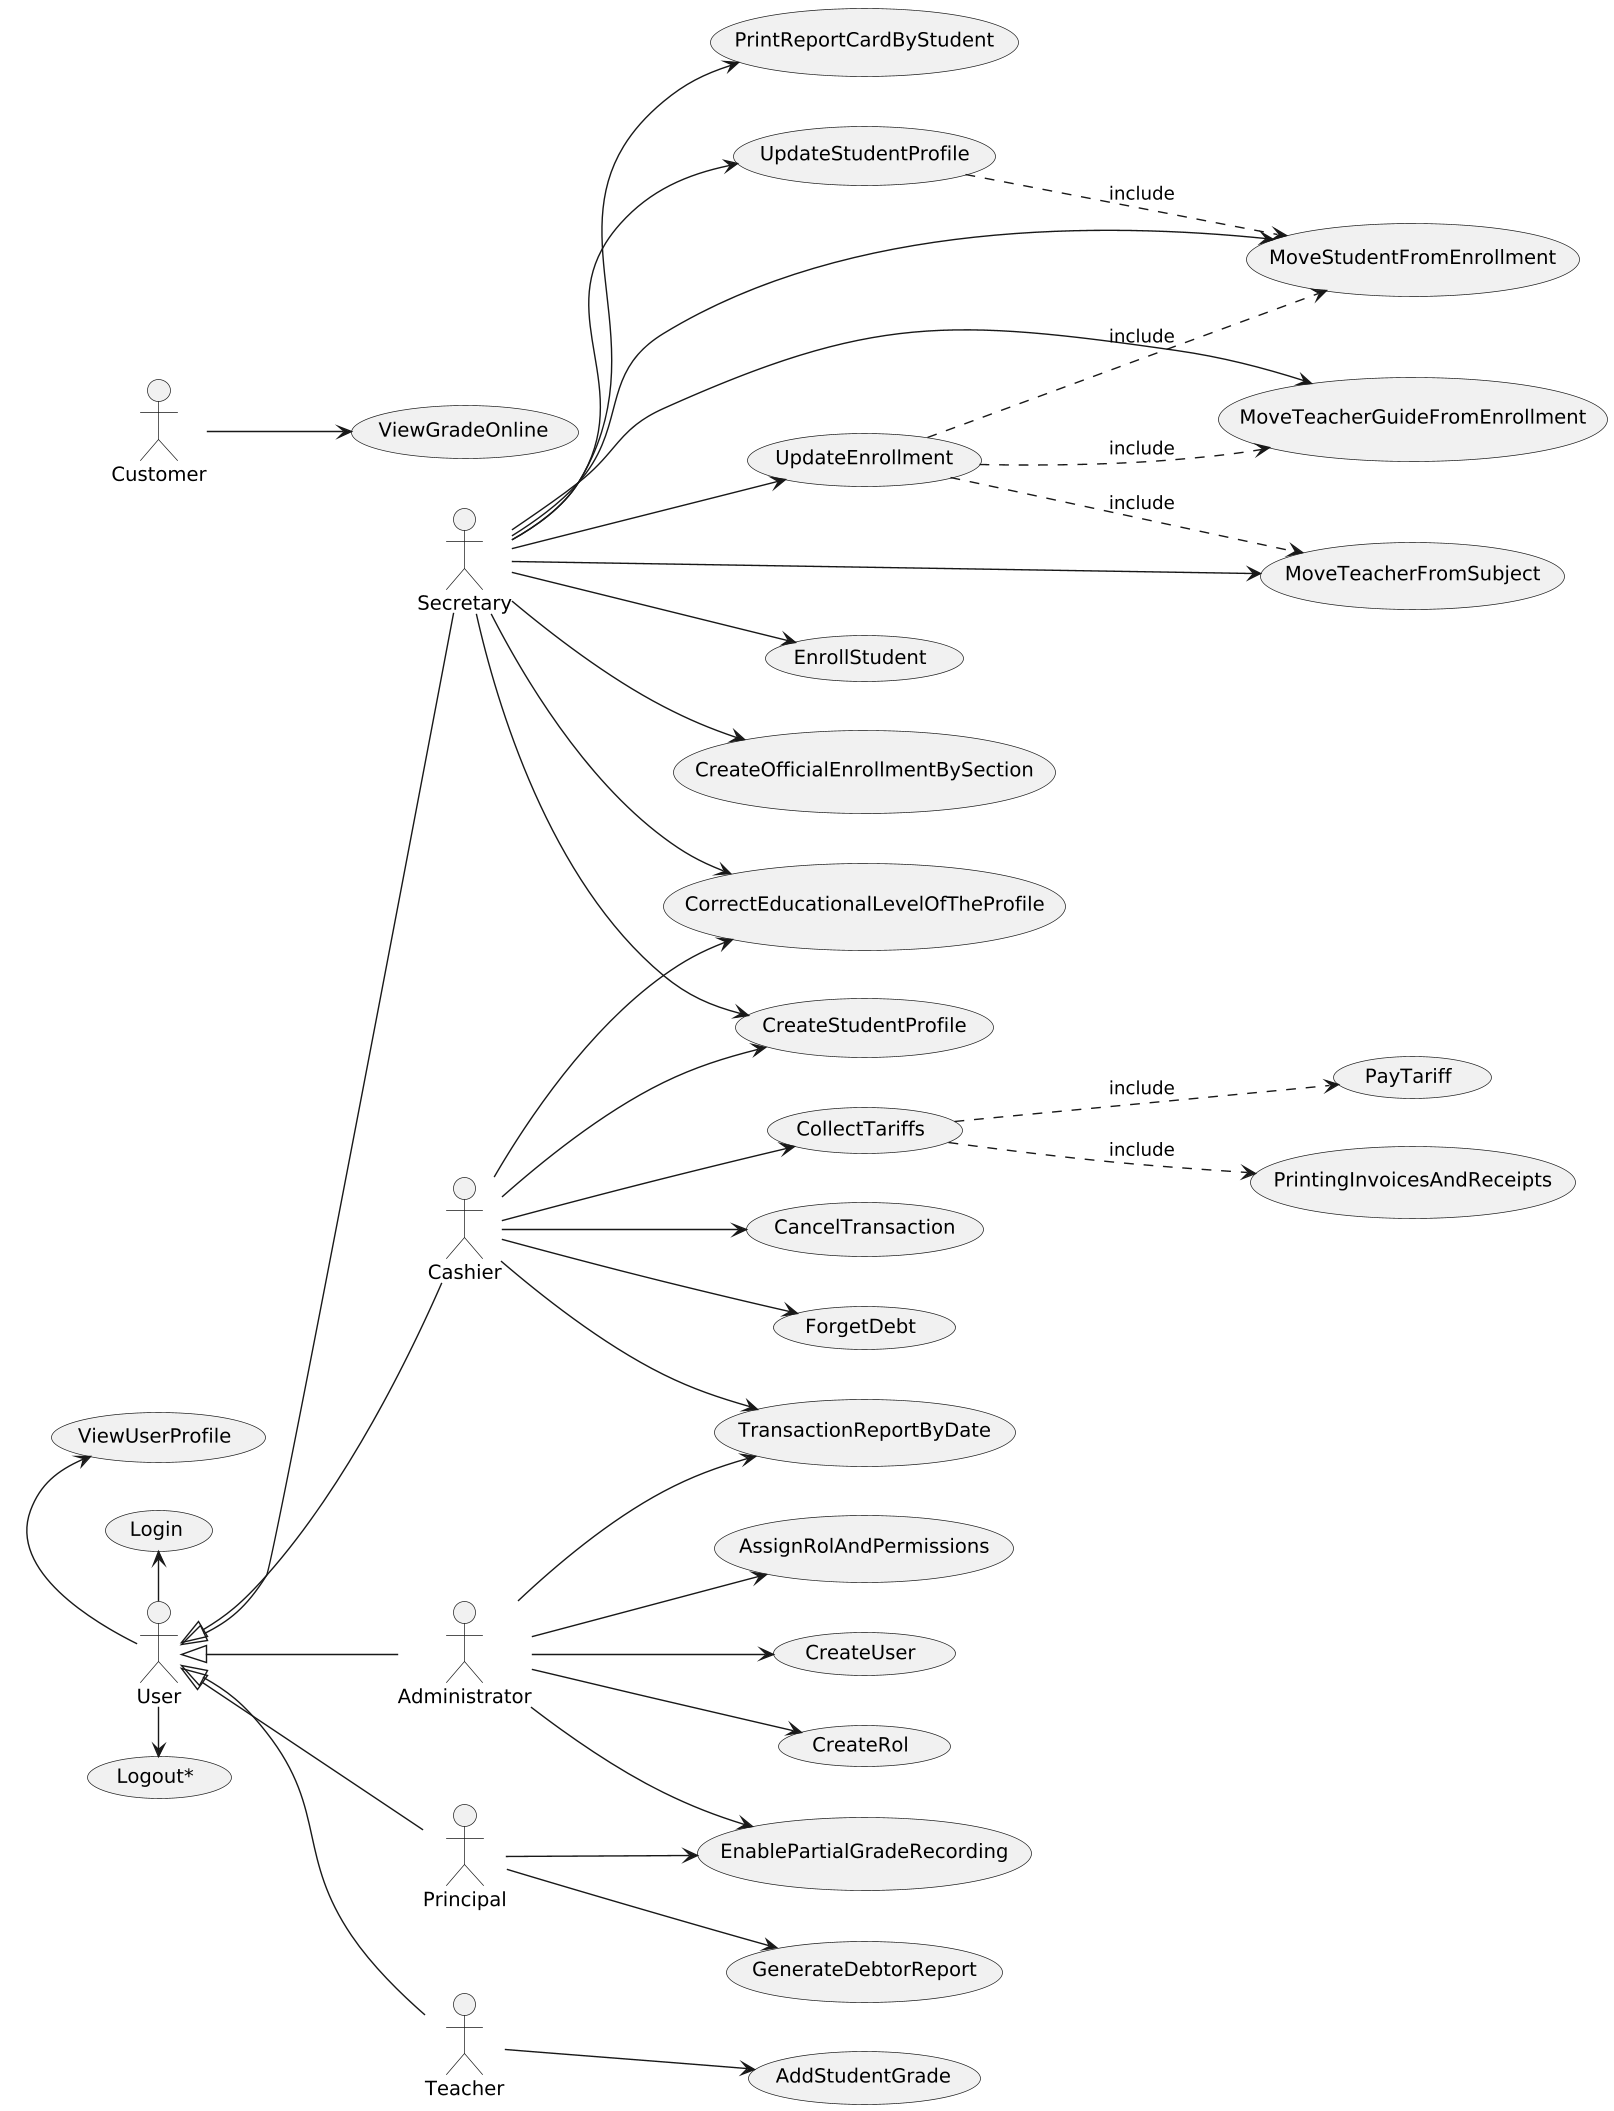 PrintReportCardByStudent
UpdateStudentProfile
include
MoveStudentFromEnrollment
include
MoveTeacherGuideFromEnrollment
Customer
ViewGradeOnline
UpdateEnrollment
include
include
MoveTeacherFromSubject
Secretary
EnrollStudent
CreateOfficialEnrollmentBySection
CorrectEducationalLevelOfTheProfile
CreateStudentProfile
PayTariff
include
CollectTariffs
include
PrintingInvoicesAndReceipts
CancelTransaction
Cashier
ForgetDebt
TransactionReportByDate
ViewUserProfile
Login
AssignRolAndPermissions
CreateUser
User
Administrator
CreateRol
Logout*
EnablePartialGradeRecording
Principal
GenerateDebtorReport
Teacher
AddStudentGrade